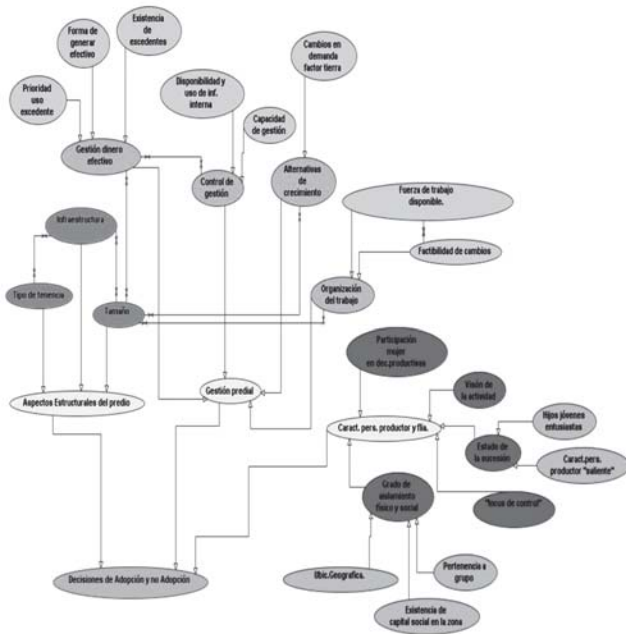 Forma de
generar
efectivo
Existencia
de
excedentes
Cambios en
demanda
factor tierra
Prioridad
uso
excedente
Disponibilidad y
uso de inf.
interna
Capacidad
de gestión
Gestión dinero
efectivo
Control de
gestión
Alternativas
de
crecimiento
Fuerza de trabajo
disponible.
Infraestructura
Factibilidad de cambios
Tipo de tenencia
Tamaño
Organización
del trabajo
Participación
mujer
en dec.productivas
Visión de
la actividad
Aspectos Estructurales del predio
Gestión predial
Caract. pers. productor y flia.
Hijos jóvenes
entusiastas
Estado de
la sucesión
Caract.pers.
productor "saliente"
Grado de
aislamiento
físico y social
"locus de control"
Decisiones de Adopción y no Adopción
Ubic.Geografica.
Pertenencia a
grupo
Existencia de
capital social en la zona